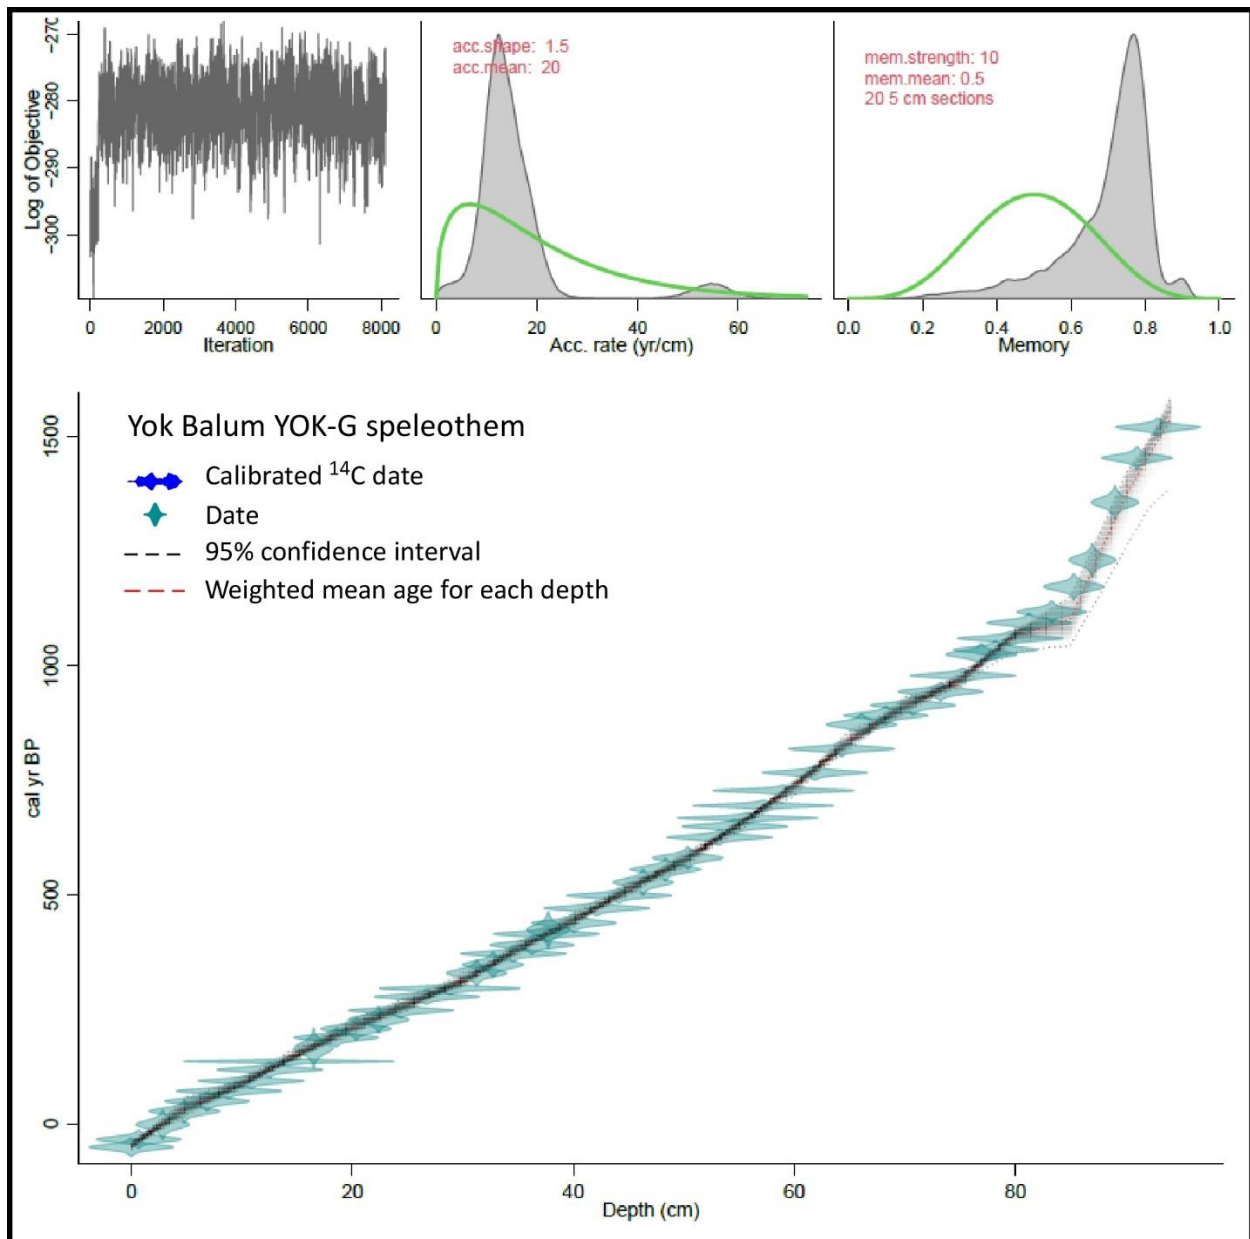 Log of Objective
-270
-280
-290
-300
0 2000 4000 6000 8000
Iteration
acc.shape: 1.5
acc.mean: 20
0 20 40 60
Acc. rate (yr/cm)
mem.strength: 10
mem.mean: 0.5
20 5 cm sections
0.0 0.2 0.4 0.6 0.8 1.0
Memory
Yok Balum YOK-G speleothem
Calibrated ¹⁴C date
Date
95% confidence interval
Weighted mean age for each depth
cal yr BP
1500
1000
500
0
0 20 40 60 80
Depth (cm)